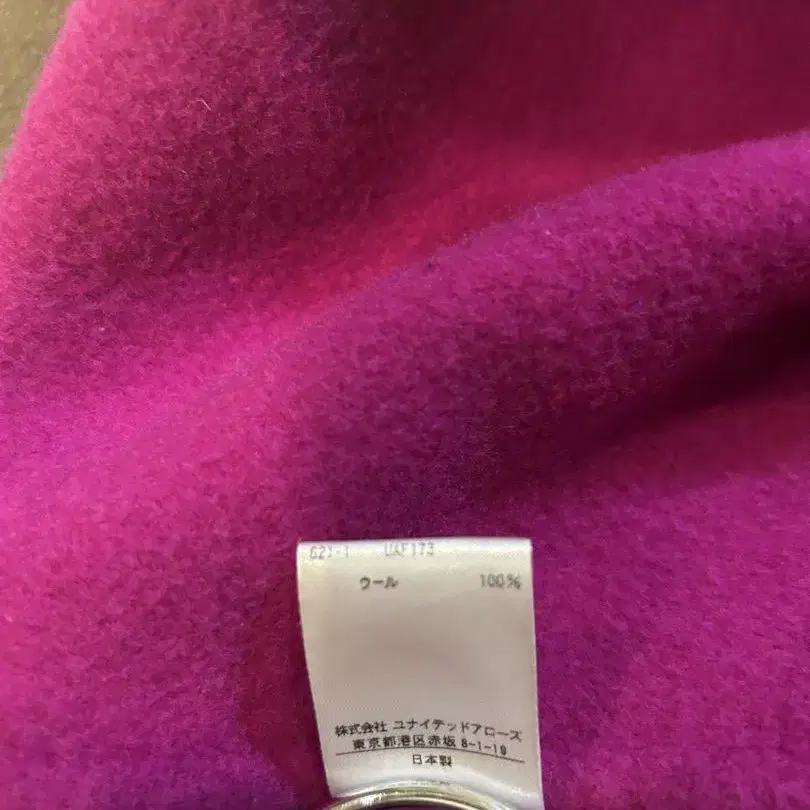 UAF173
ウール 100%
株式会社 ユナイテッドアローズ
東京都港区赤坂 8-1-19
日本製